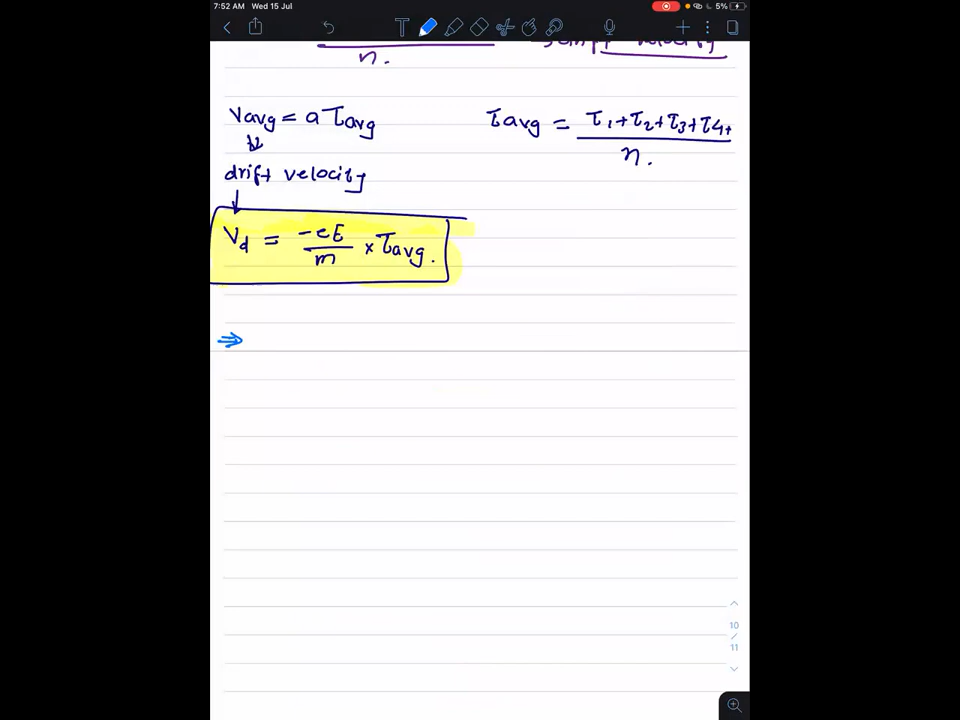 7:52 AM Wed 15 Jul 5%
velocity
n.
Vavg = a τavg
τavg = τ1+τ2+τ3+τ4+
n.
drift velocity
Vd = -eE/m × τavg.
⇒
10
/
11